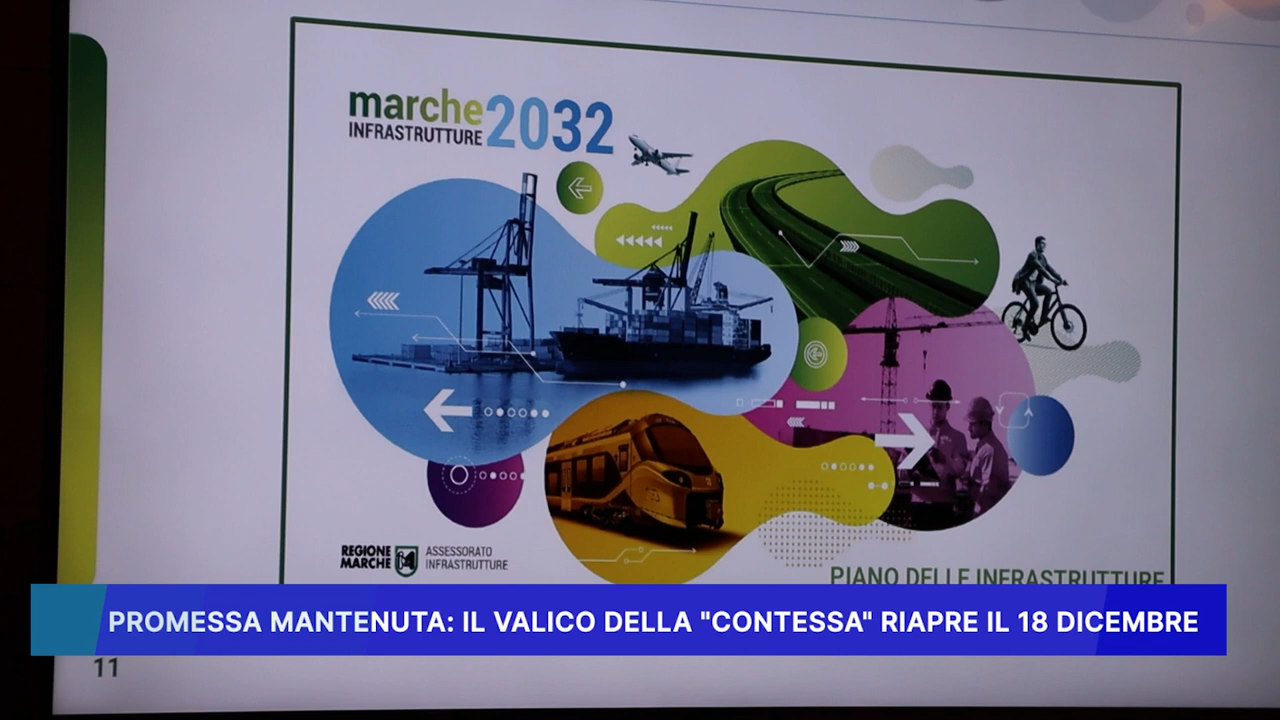 marche
INFRASTRUTTURE 2032
REGIONE
MARCHE
ASSESSORATO
INFRASTRUTTURE
PIANO DELLE INFRASTRUTTURE
PROMESSA MANTENUTA: IL VALICO DELLA "CONTESSA" RIAPRE IL 18 DICEMBRE
11